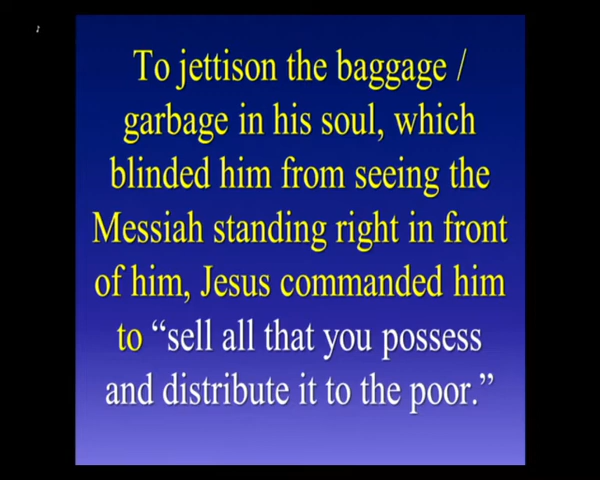 To jettison the baggage /
garbage in his soul, which
blinded him from seeing the
Messiah standing right in front
of him, Jesus commanded him
to “sell all that you possess
and distribute it to the poor.”